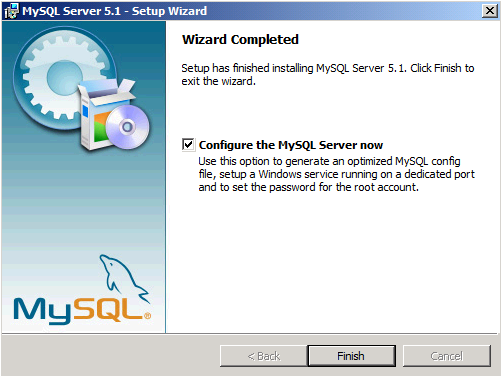 MySQL Server 5.1 - Setup Wizard
Wizard Completed
Setup has finished installing MySQL Server 5.1. Click Finish to
exit the wizard.
Configure the MySQL Server now
Use this option to generate an optimized MySQL config
file, setup a Windows service running on a dedicated port
and to set the password for the root account.
MySQL®
< Back
Finish
Cancel